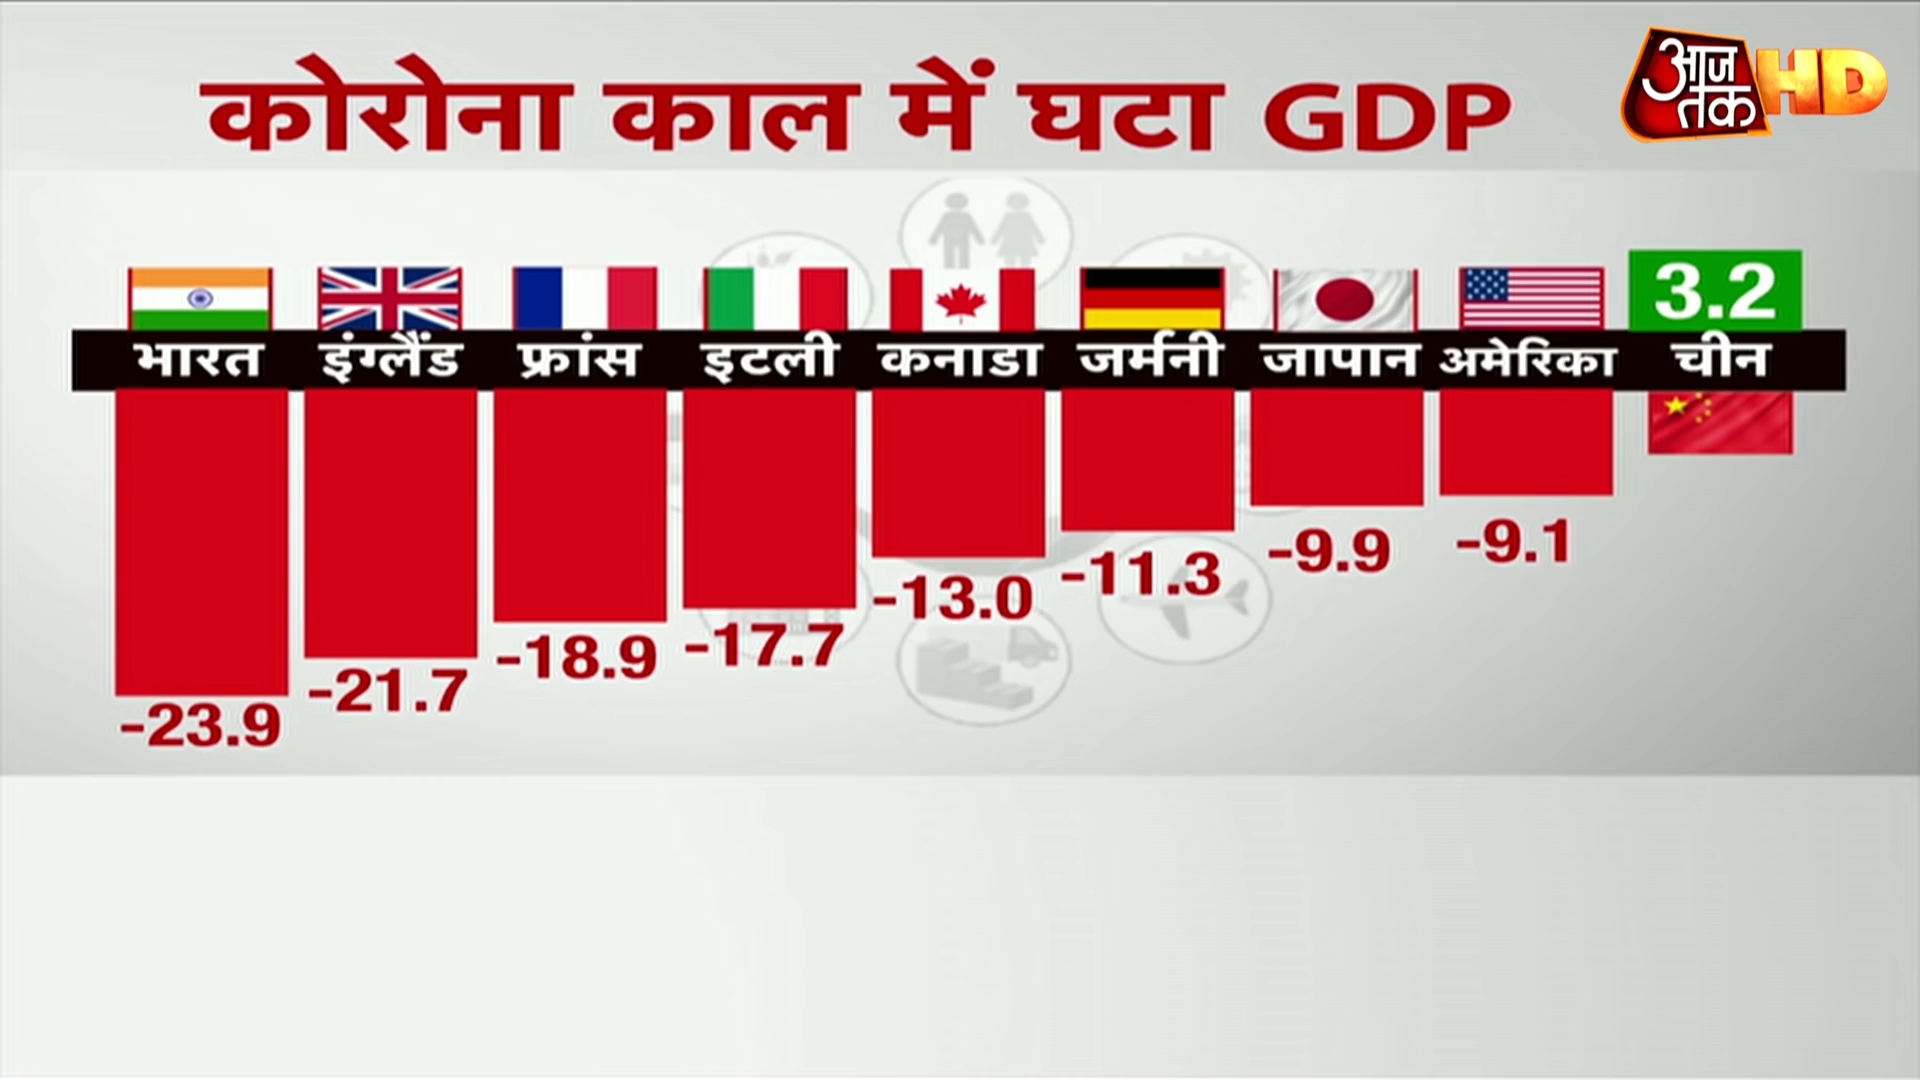 कोरोना काल में घटा GDP
आज तक HD
3.2
भारत इंग्लैंड फ्रांस इटली कनाडा जर्मनी जापान अमेरिका चीन
-23.9 -21.7 -18.9 -17.7 -13.0 -11.3 -9.9 -9.1